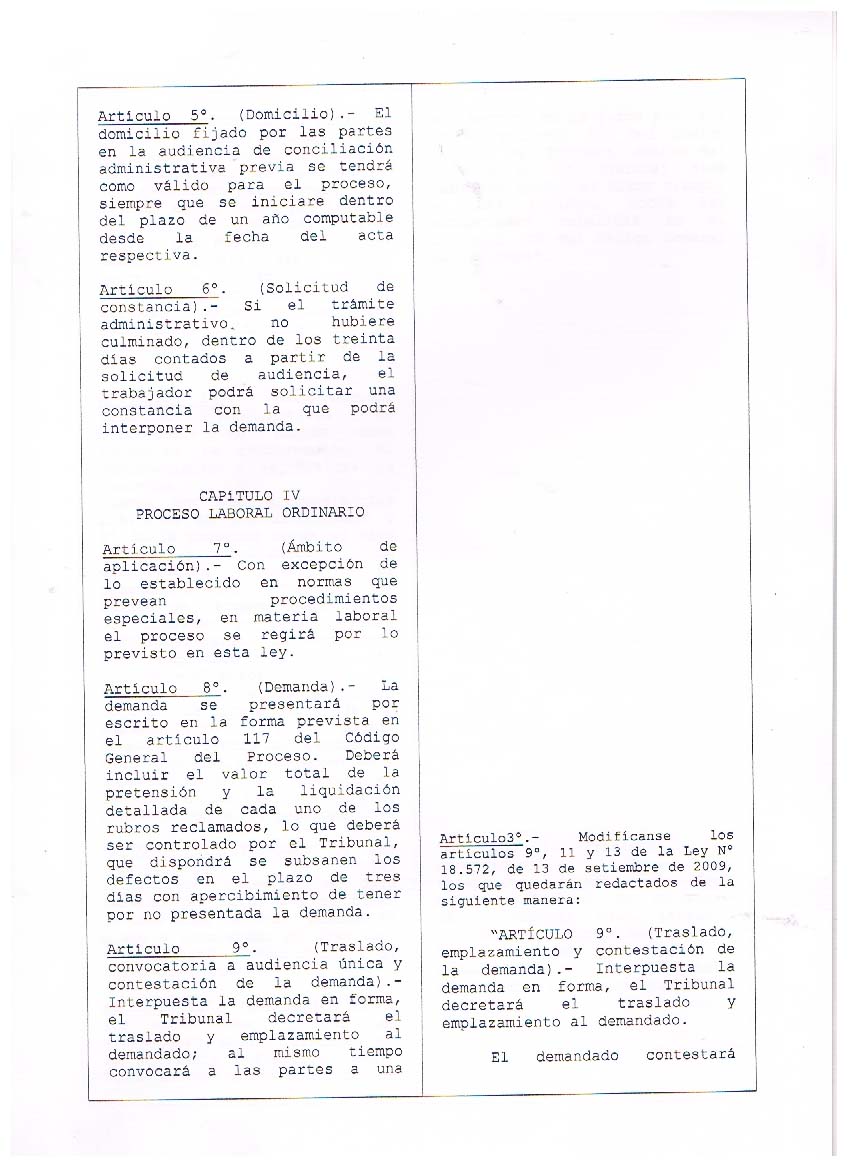 Artículo 5°. (Domicilio).- El
domicilio fijado por las partes
en la audiencia de conciliación
administrativa previa se tendrá
como válido para el proceso,
siempre que se iniciare dentro
del plazo de un año computable
desde la fecha del acta
respectiva.
Artículo 6°. (Solicitud de
constancia).- Si el trámite
administrativo. no hubiere
culminado, dentro de los treinta
días contados a partir de la
solicitud de audiencia, el
trabajador podrá solicitar una
constancia con la que podrá
interponer la demanda.
CAPíTULO IV
PROCESO LABORAL ORDINARIO
Artículo 7°. (Ámbito de
aplicación).- Con excepción de
lo establecido en normas que
prevean procedimientos
especiales, en materia laboral
el proceso se regirá por lo
previsto en esta ley.
Artículo 8°. (Demanda).- La
demanda se presentará por
escrito en la forma prevista en
el artículo 117 del Código
General del Proceso. Deberá
incluir el valor total de la
pretensión y la liquidación
detallada de cada uno de los
rubros reclamados, lo que deberá
ser controlado por el Tribunal,
que dispondrá se subsanen los
defectos en el plazo de tres
días con apercibimiento de tener
por no presentada la demanda.
Artículo 9°. (Traslado,
convocatoria a audiencia única y
contestación de la demanda).-
Interpuesta la demanda en forma,
el Tribunal decretará el
traslado y emplazamiento al
demandado; al mismo tiempo
convocará a las partes a una
Artículo3°.- Modifícanse los
artículos 9°, 11 y 13 de la Ley N°
18.572, de 13 de setiembre de 2009,
los que quedarán redactados de la
siguiente manera:
"ARTÍCULO 9°. (Traslado,
emplazamiento y contestación de
la demanda).- Interpuesta la
demanda en forma, el Tribunal
decretará el traslado y
emplazamiento al demandado.
El demandado contestará